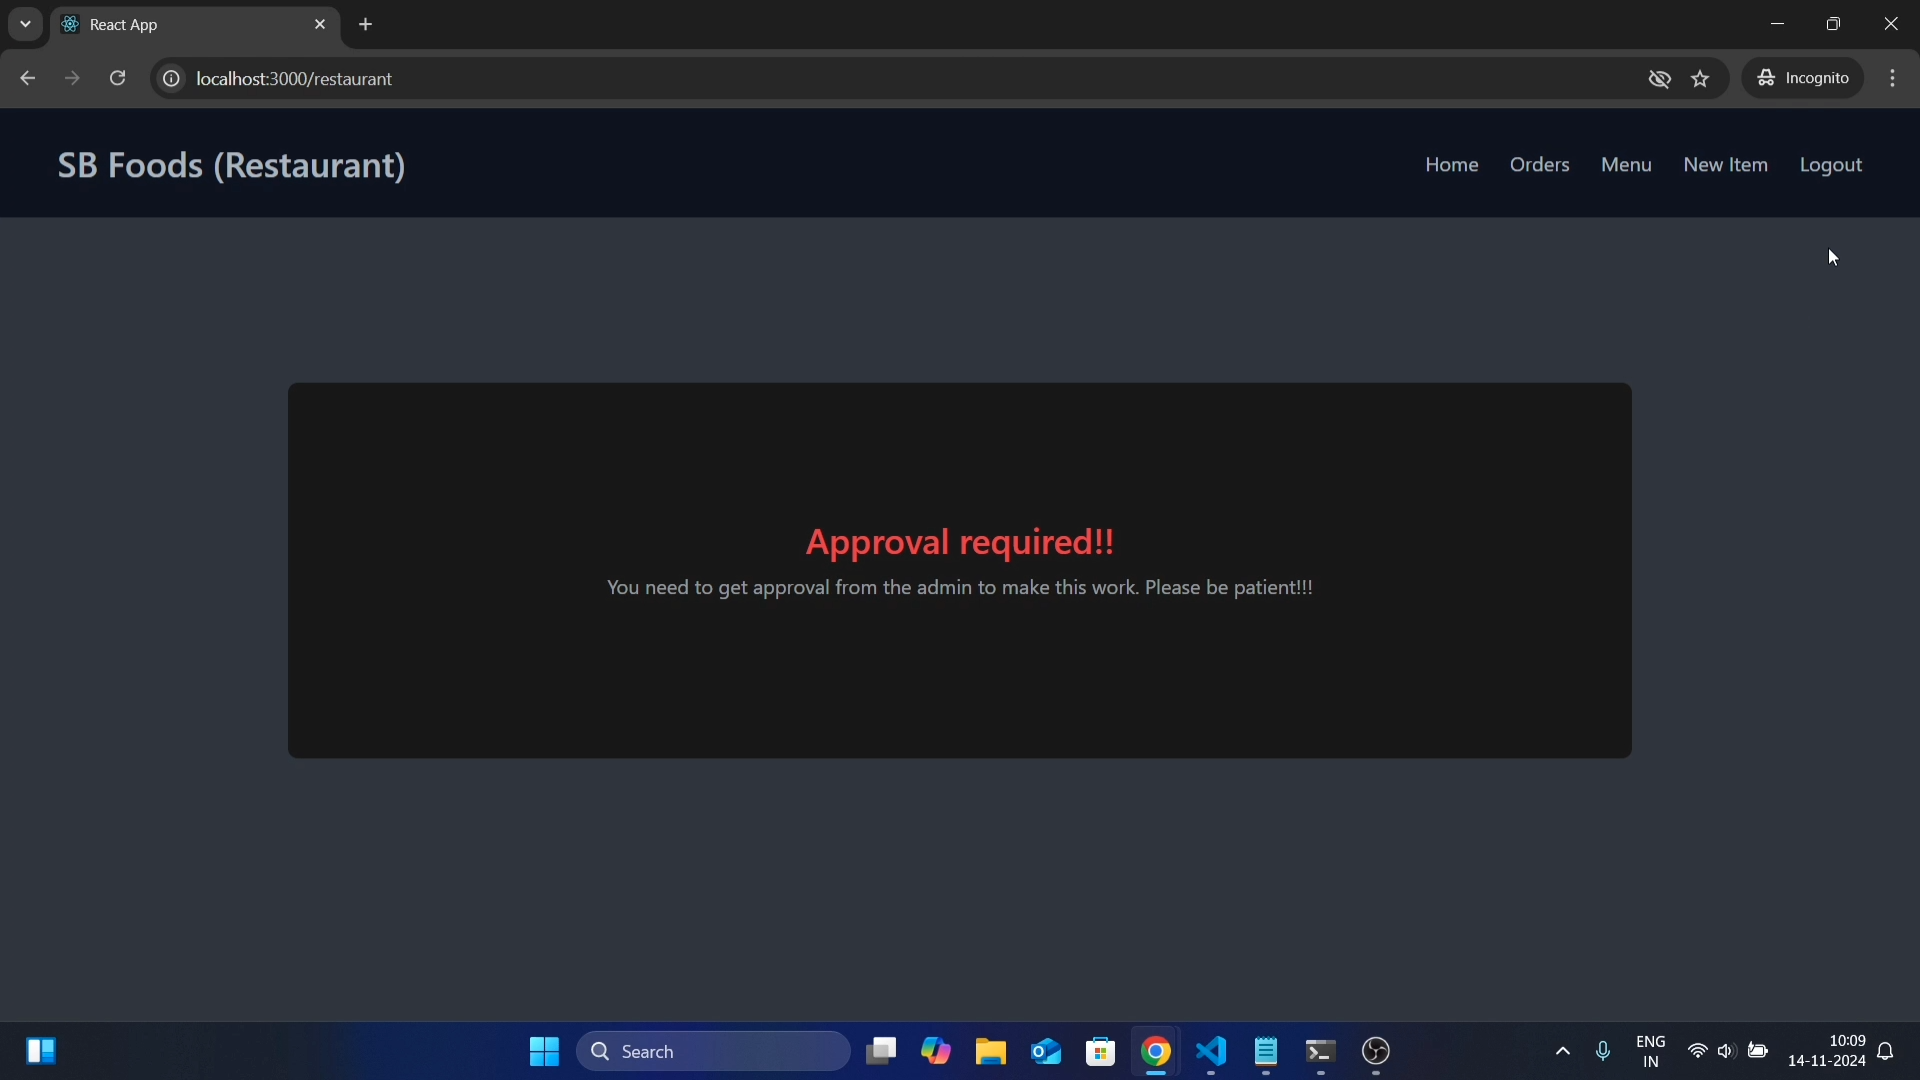 React App
localhost:3000/restaurant
Incognito
SB Foods (Restaurant)
Home
Orders
Menu
New Item
Logout
Approval required!!
You need to get approval from the admin to make this work. Please be patient!!!
Search
ENG
IN
10:09
14-11-2024